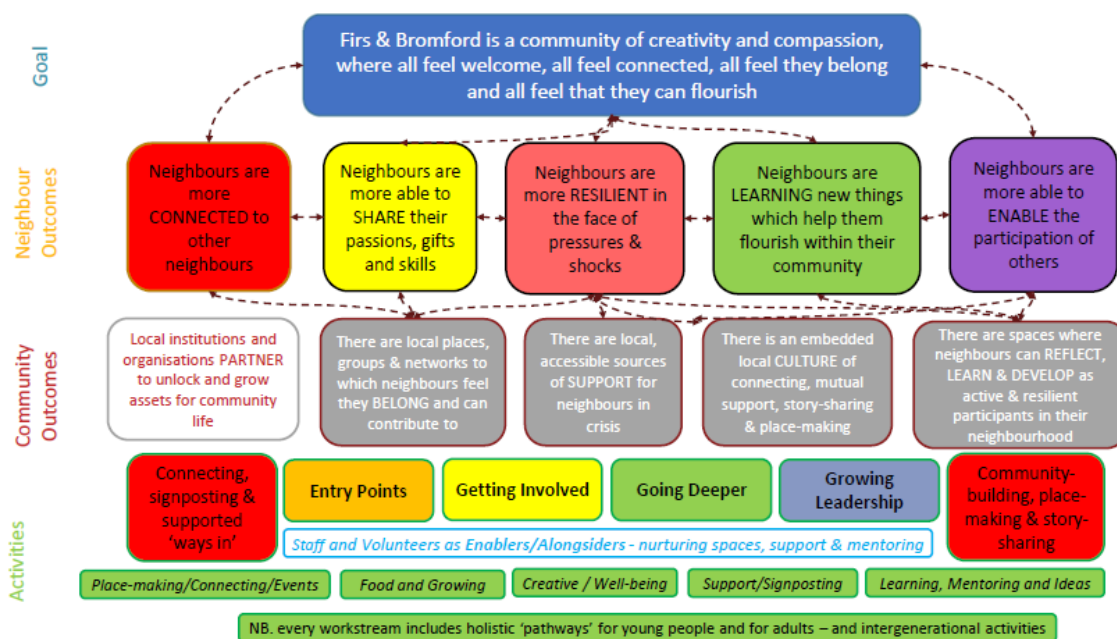 Goal
Firs & Bromford is a community of creativity and compassion,
where all feel welcome, all feel connected, all feel they belong
and all feel that they can flourish
Neighbour
Outcomes
Neighbours are
more
CONNECTED to
other
neighbours
Neighbours are
more able to
SHARE their
passions, gifts
and skills
Neighbours are
more RESILIENT in
the face of
pressures &
shocks
Neighbours are
LEARNING new
things which help them
flourish within their
community
Neighbours are
more able to
ENABLE the
participation of
others
Community
Outcomes
Local institutions and
organisations PARTNER
to unlock and grow
assets for community
life
There are local places,
groups & networks to
which neighbours feel
they BELONG and can
contribute to
There are local,
accessible sources
of SUPPORT for
neighbours in
crisis
There is an embedded
local CULTURE of
connecting, mutual
support, story-sharing
& place-making
There are spaces where
neighbours can REFLECT,
LEARN & DEVELOP as
active & resilient
participants in their
neighbourhood
Activities
Connecting,
signposting &
supported
‘ways in’
Entry Points
Getting Involved
Going Deeper
Growing
Leadership
Community-
building, place-
making & story-
sharing
Staff and Volunteers as Enablers/Alongsiders - nurturing spaces, support & mentoring
Place-making/Connecting/Events
Food and Growing
Creative / Well-being
Support/Signposting
Learning, Mentoring and Ideas
NB. every workstream includes holistic ‘pathways’ for young people and for adults – and intergenerational activities